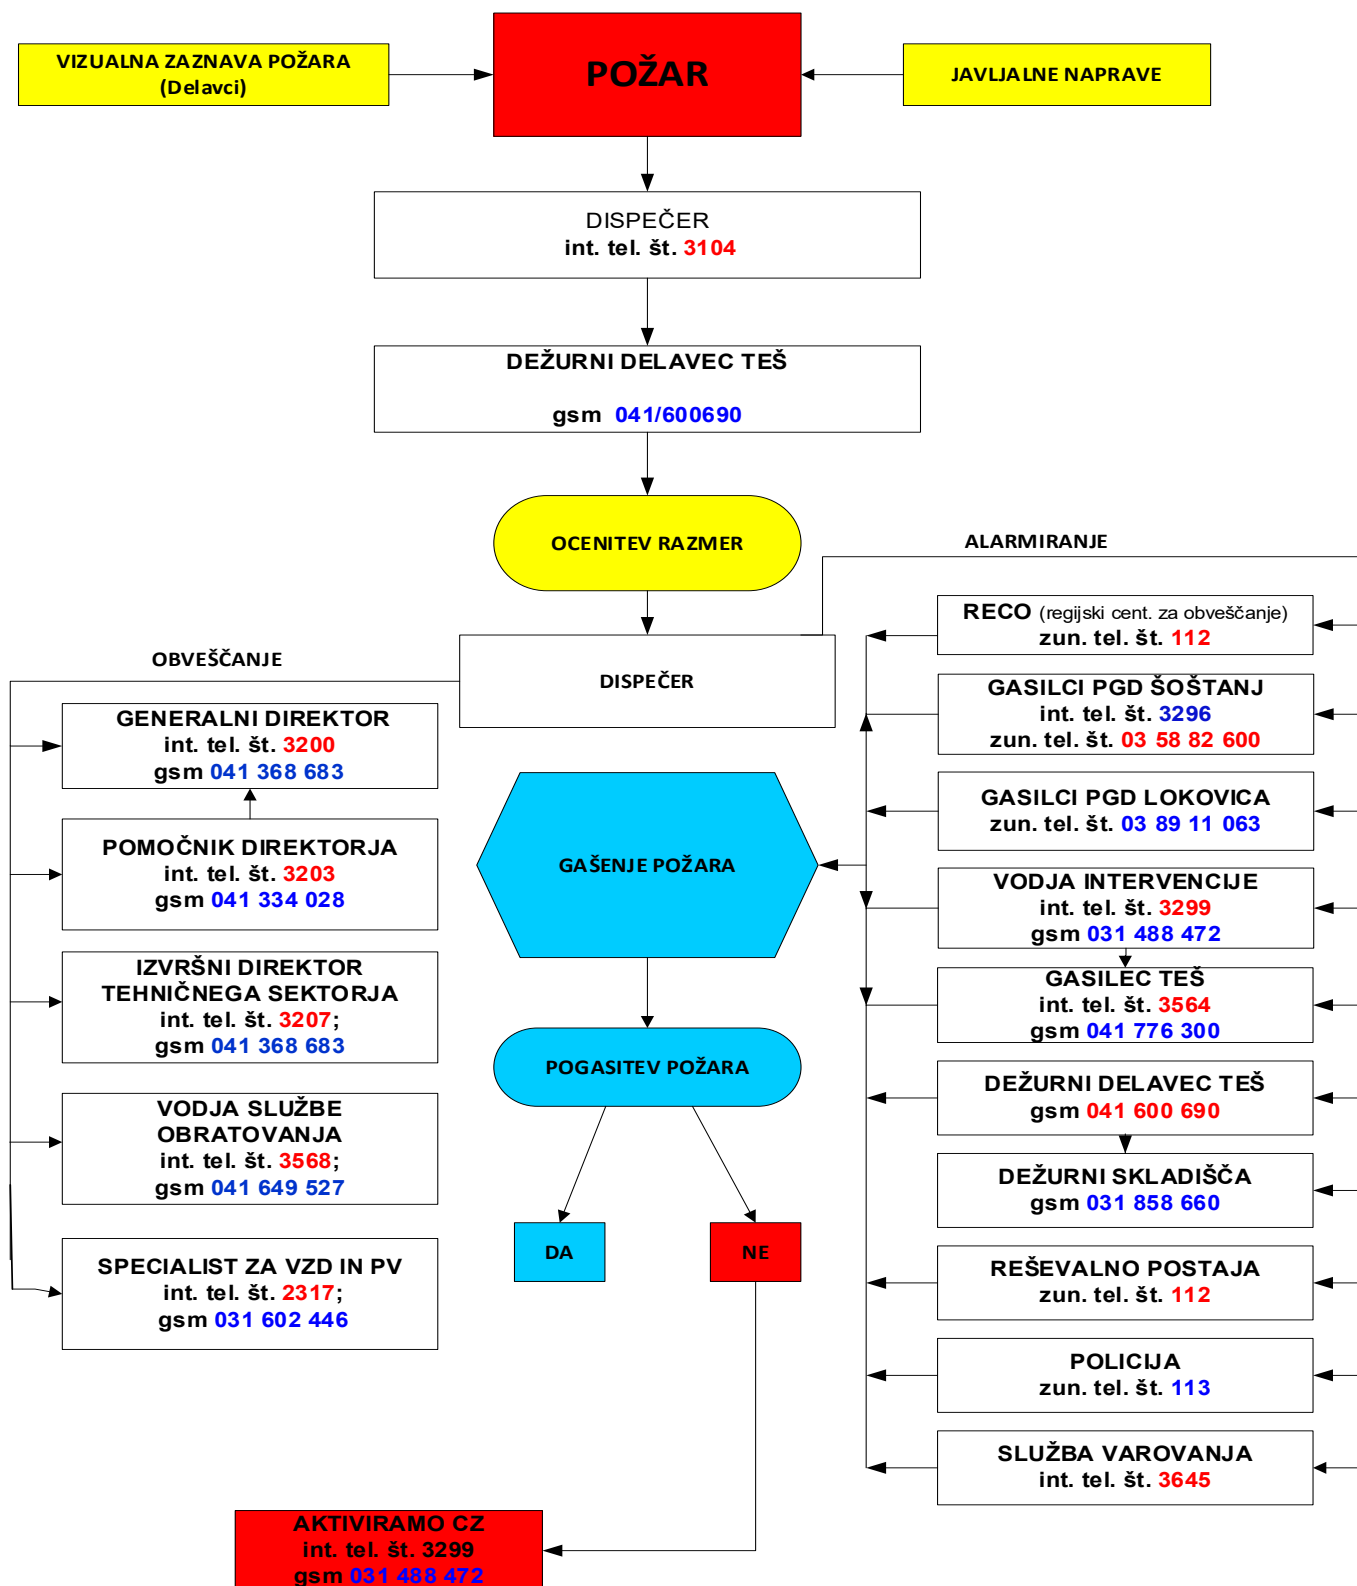 VIZUALNA ZAZNAVA POŽARA
(Delavci)
POŽAR
JAVLJALNE NAPRAVE
DISPEČER
int. tel. št. 3104
DEŽURNI DELAVEC TEŠ
gsm 041/600690
OCENITEV RAZMER
ALARMIRANJE
OBVEŠČANJE
DISPEČER
GENERALNI DIREKTOR
int. tel. št. 3200
gsm 041 368 683
POMOČNIK DIREKTORJA
int. tel. št. 3203
gsm 041 334 028
IZVRŠNI DIREKTOR
TEHNIČNEGA SEKTORJA
int. tel. št. 3207;
gsm 041 368 683
VODJA SLUŽBE
OBRATOVANJA
int. tel. št. 3568;
gsm 041 649 527
SPECIALIST ZA VZD IN PV
int. tel. št. 2317;
gsm 031 602 446
GAŠENJE POŽARA
POGASITEV POŽARA
DA
NE
AKTIVIRAMO CZ
int. tel. št. 3299
gsm 031 488 472
RECO (regijski cent. za obveščanje)
zun. tel. št. 112
GASILCI PGD ŠOŠTANJ
int. tel. št. 3296
zun. tel. št. 03 58 82 600
GASILCI PGD LOKOVICA
zun. tel. št. 03 89 11 063
VODJA INTERVENCIJE
int. tel. št. 3299
gsm 031 488 472
GASILEC TEŠ
int. tel. št. 3564
gsm 041 776 300
DEŽURNI DELAVEC TEŠ
gsm 041 600 690
DEŽURNI SKLADIŠČA
gsm 031 858 660
REŠEVALNO POSTAJA
zun. tel. št. 112
POLICIJA
zun. tel. št. 113
SLUŽBA VAROVANJA
int. tel. št. 3645